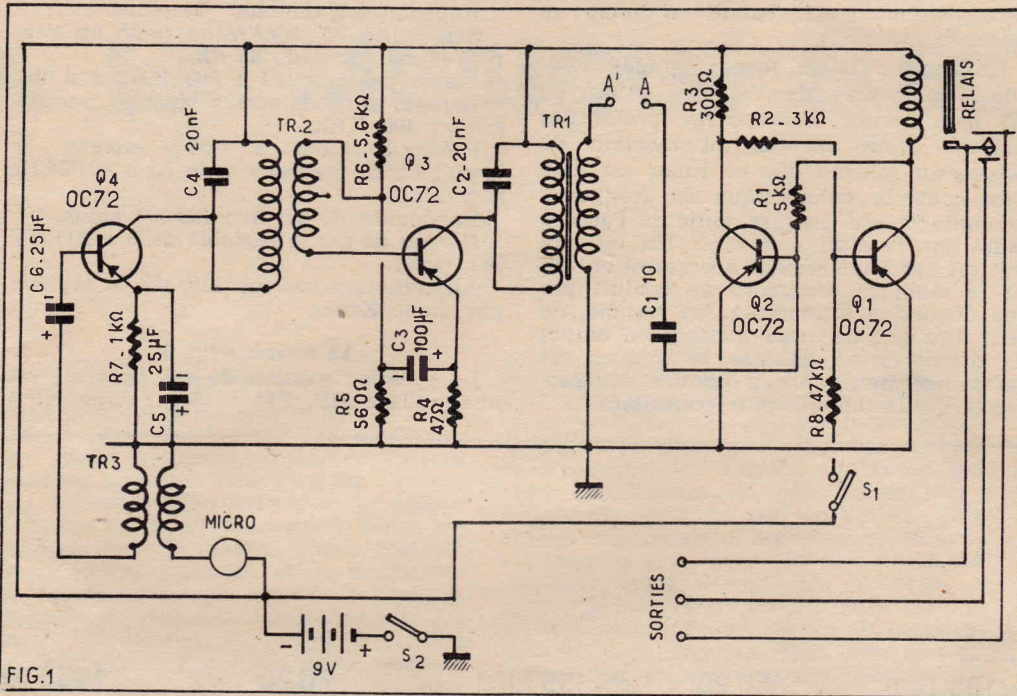 Q4
OC72
C4
20nF
TR.2
R6-5,6kΩ
Q3
OC72
C2-20nF
TR1
A' A
R3
300Ω
R2-3kΩ
R1
5kΩ
RELAIS
C6-25µF
-
+
R7-1kΩ
C5
25µF
-
+
R5
560Ω
C3
100µF
+
R4
47Ω
C1 10
Q2
OC72
Q1
OC72
R8-47kΩ
TR3
MICRO
S1
SORTIES
- +
9V
S2
FIG.1